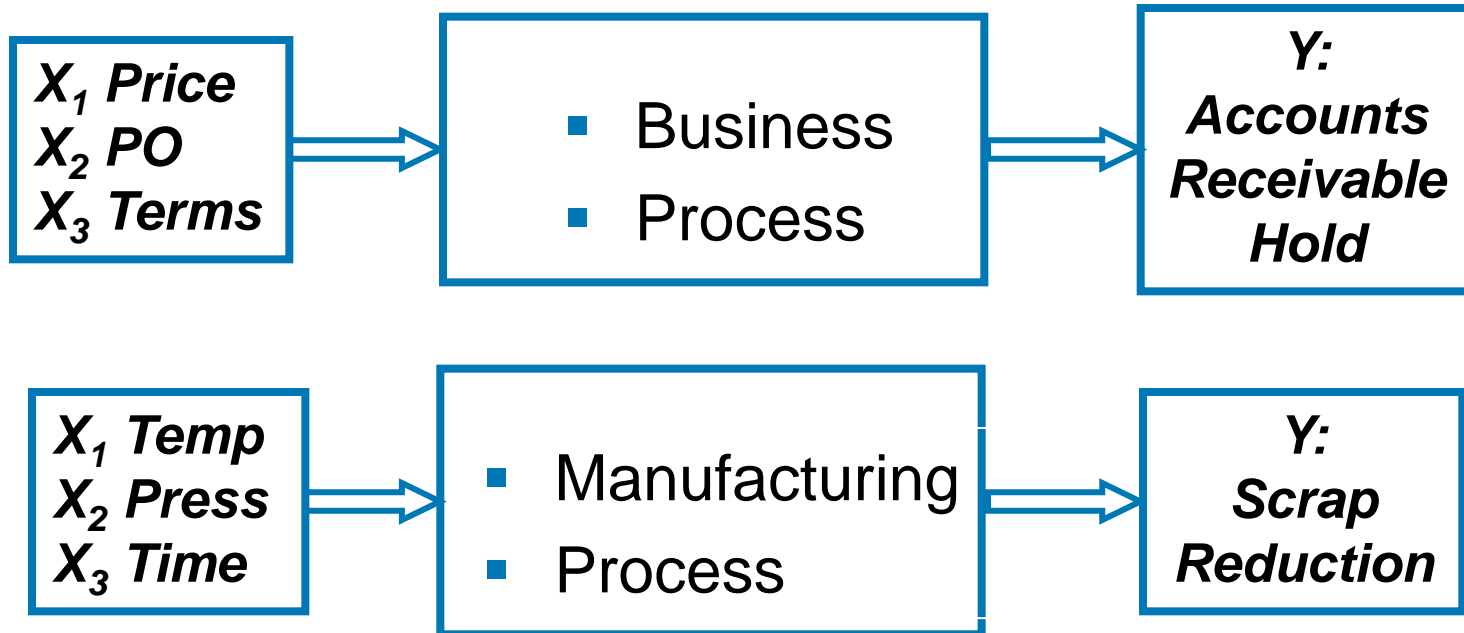 X₁ Price
X₂ PO
X₃ Terms
▪ Business
▪ Process
Y:
Accounts
Receivable
Hold
X₁ Temp
X₂ Press
X₃ Time
▪ Manufacturing
▪ Process
Y:
Scrap
Reduction